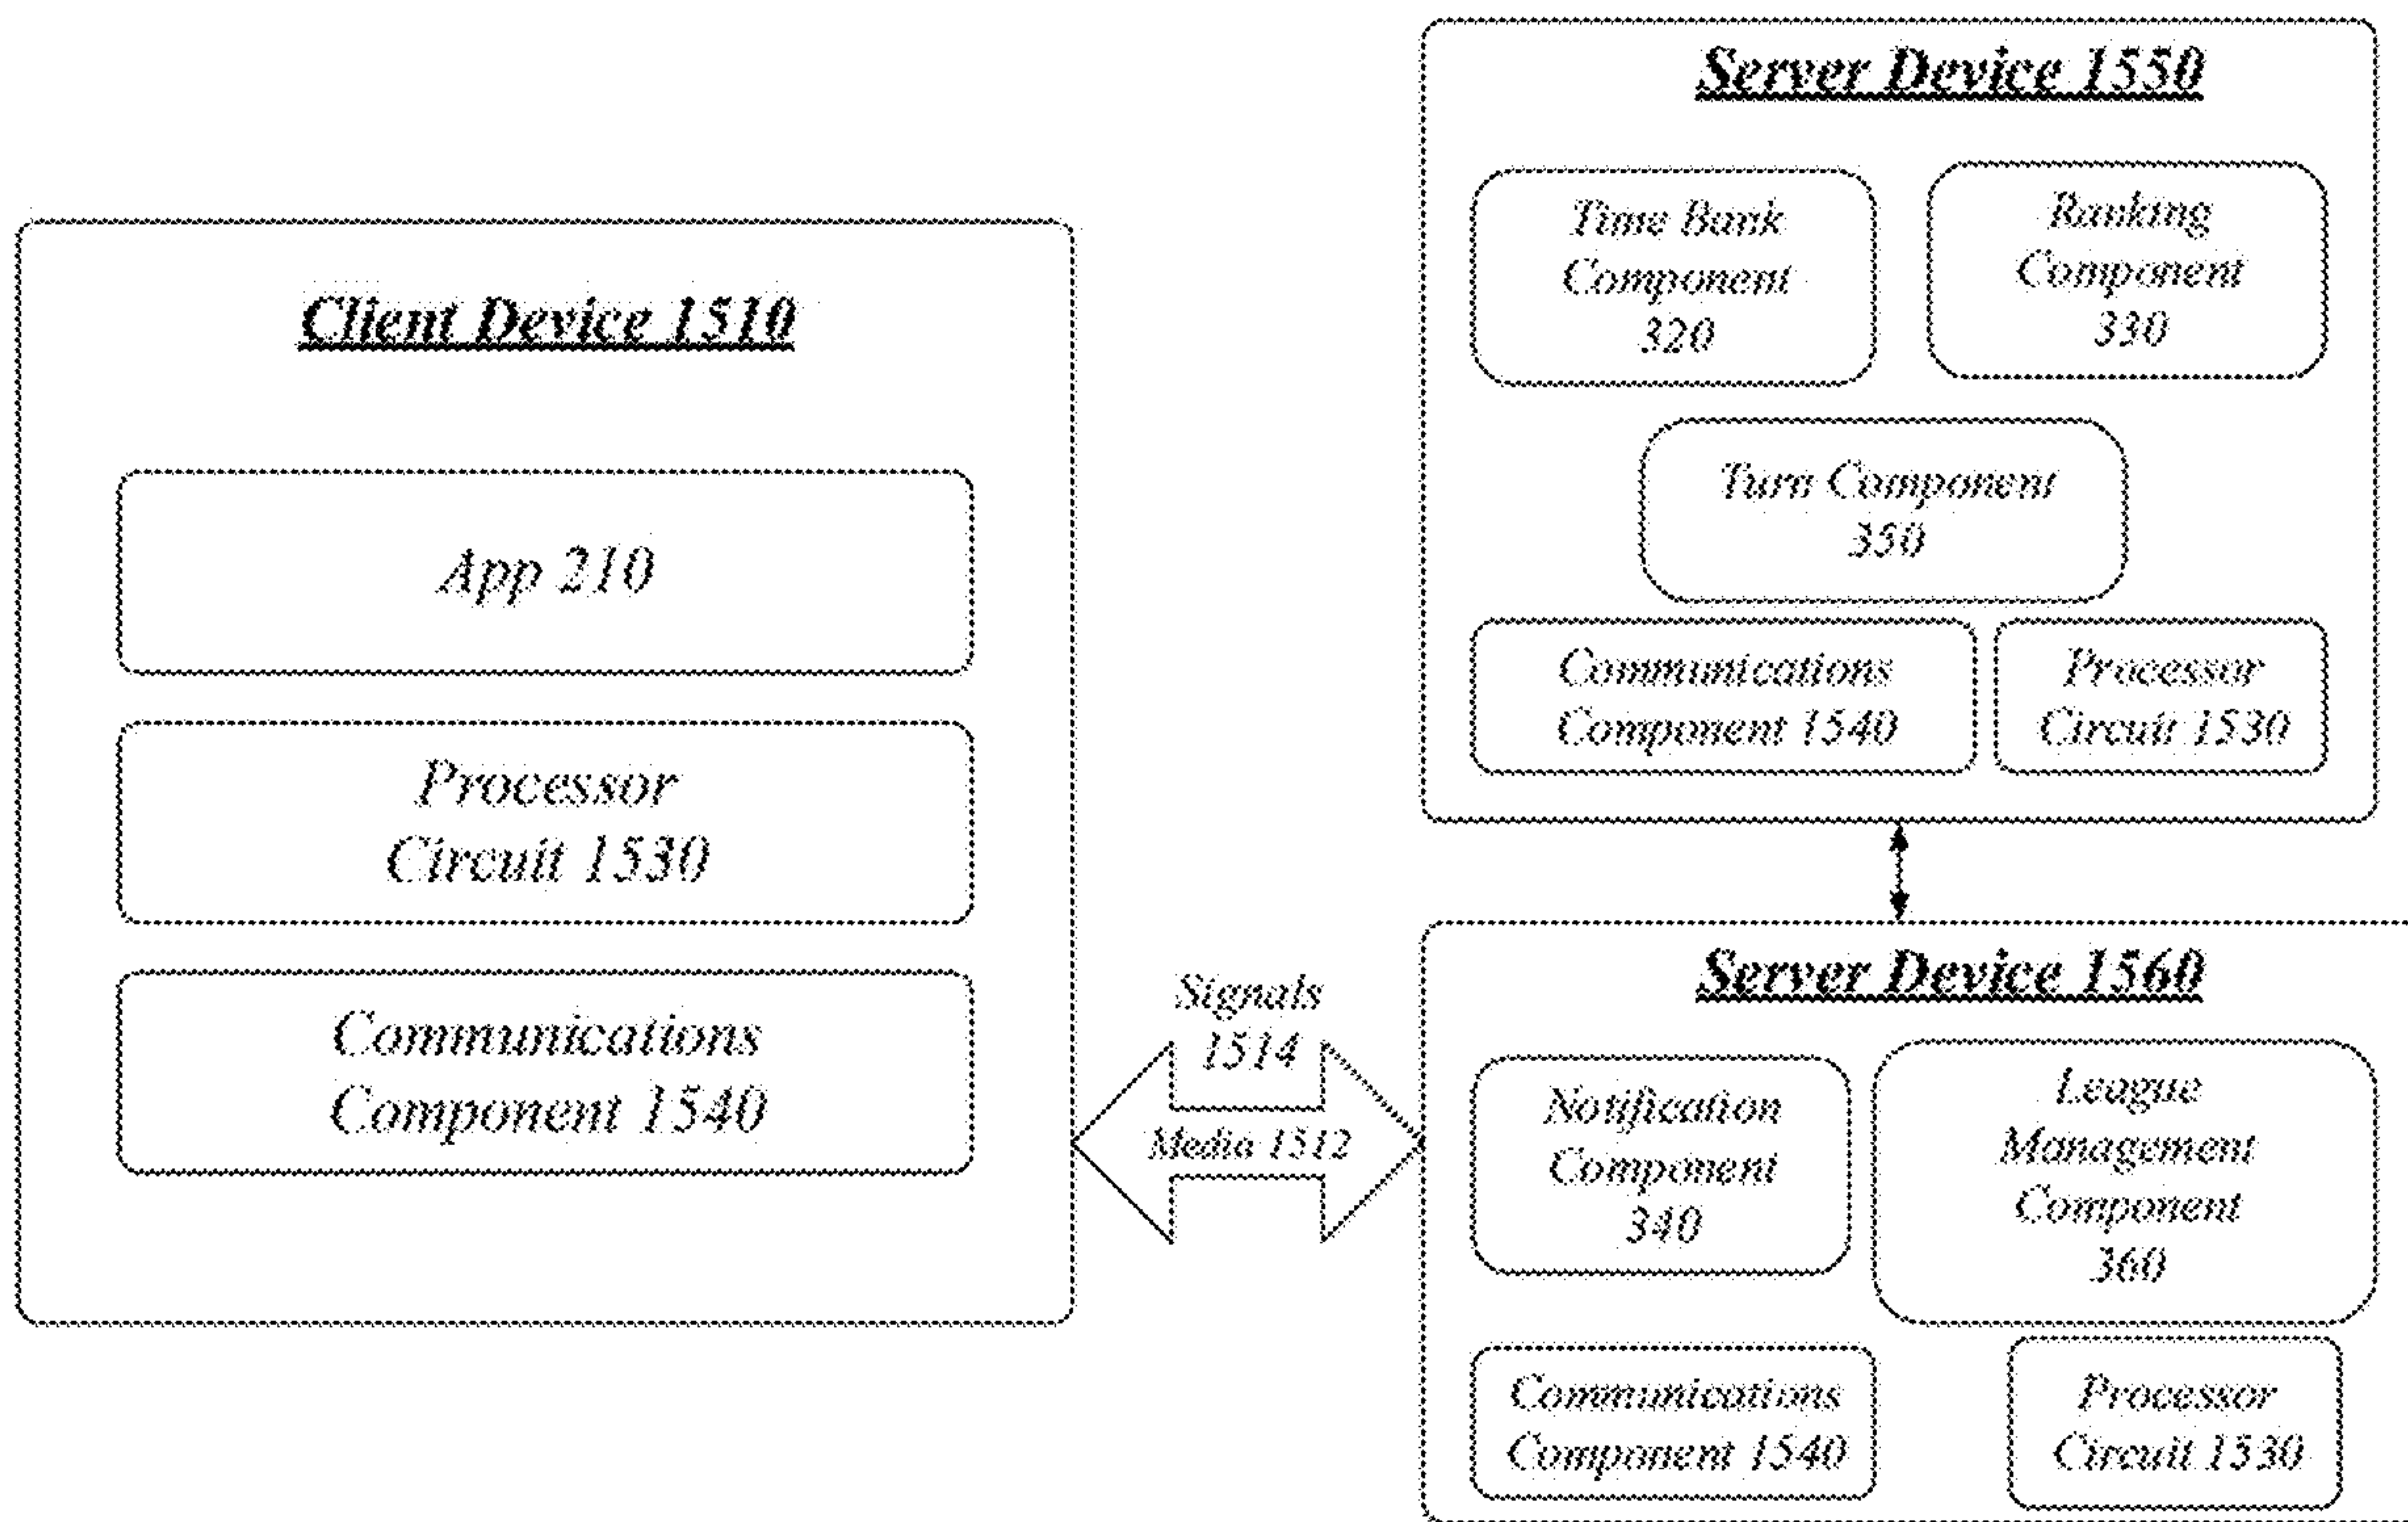 Client Device 1510
App 210
Processor
Circuit 1530
Communications
Component 1540
Signals
1514
Media 1512
Server Device 1550
Time Bank
Component
320
Ranking
Component
330
Turn Component
350
Communications
Component 1540
Processor
Circuit 1530
Server Device 1560
Notification
Component
340
League
Management
Component
360
Communications
Component 1540
Processor
Circuit 1530